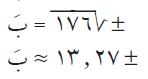 بَ = ±√١٧٦
بَ ≈ ±١٣,٢٧